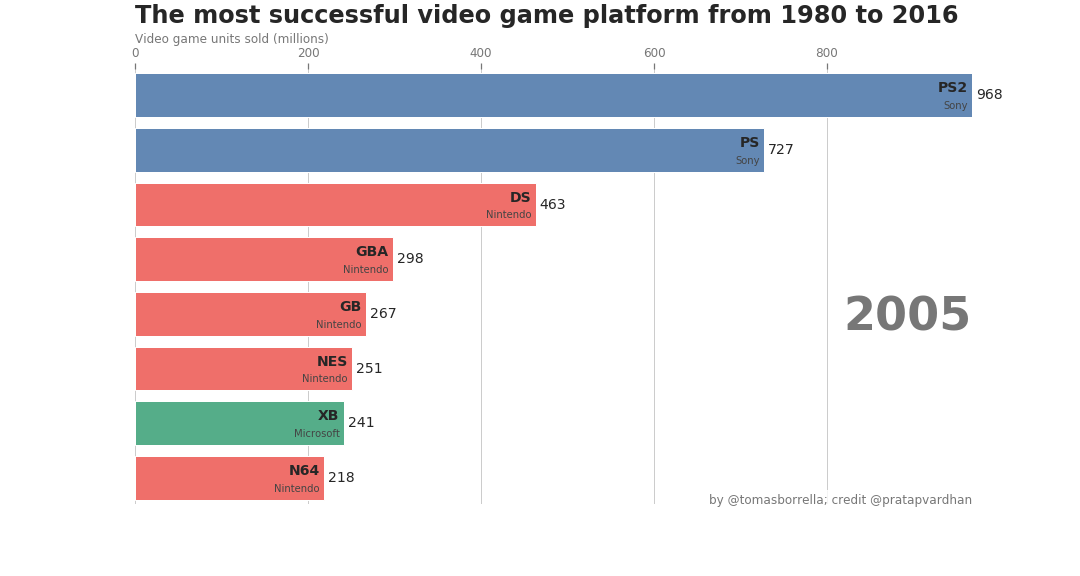 The most successful video game platform from 1980 to 2016
Video game units sold (millions)
0 200 400 600 800
PS2 968
Sony
PS 727
Sony
DS 463
Nintendo
GBA 298
Nintendo
GB 267
Nintendo
2005
NES 251
Nintendo
XB 241
Microsoft
N64 218
Nintendo
by @tomasborrella; credit @pratapvardhan